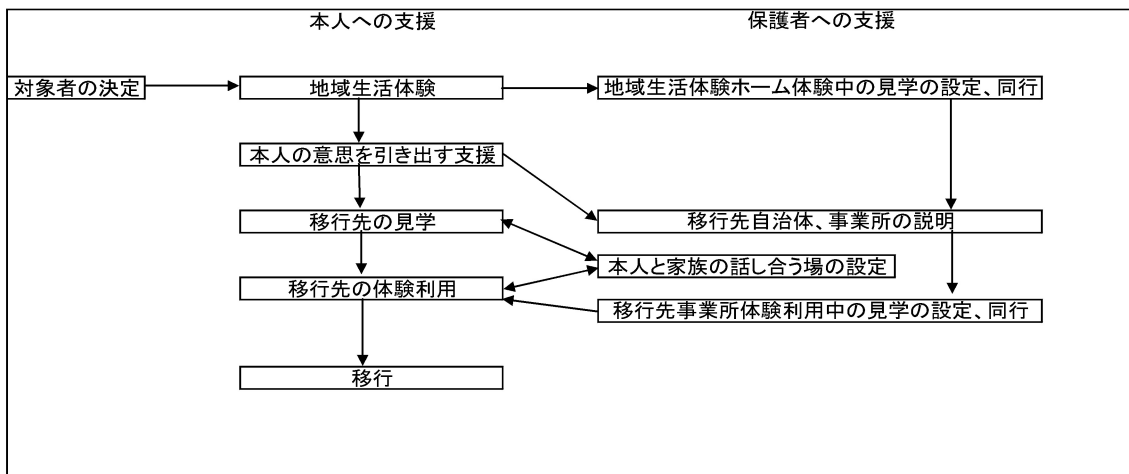 本人への支援
保護者への支援
対象者の決定
地域生活体験
地域生活体験ホーム体験中の見学の設定、同行
本人の意思を引き出す支援
移行先の見学
移行先自治体、事業所の説明
本人と家族の話し合う場の設定
移行先の体験利用
移行先事業所体験利用中の見学の設定、同行
移行